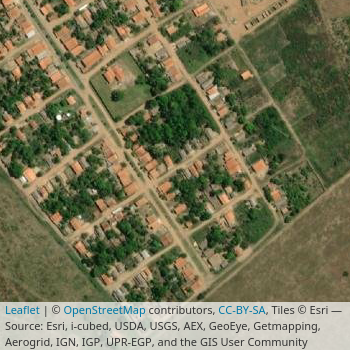 Leaflet | © OpenStreetMap contributors, CC-BY-SA, Tiles © Esri —
Source: Esri, i-cubed, USDA, USGS, AEX, GeoEye, Getmapping,
Aerogrid, IGN, IGP, UPR-EGP, and the GIS User Community